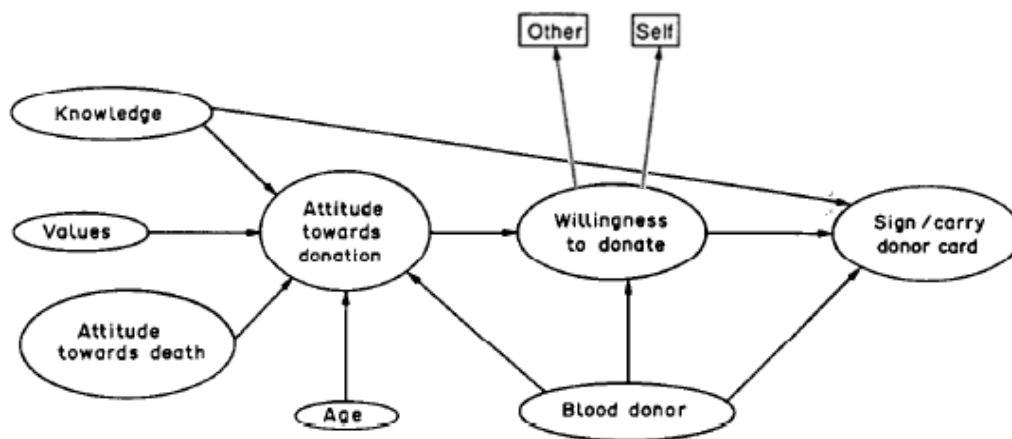 Other
Self
Knowledge
Attitude
towards
donation
Willingness
to donate
Sign/carry
donor card
Values
Attitude
towards death
Age
Blood donor